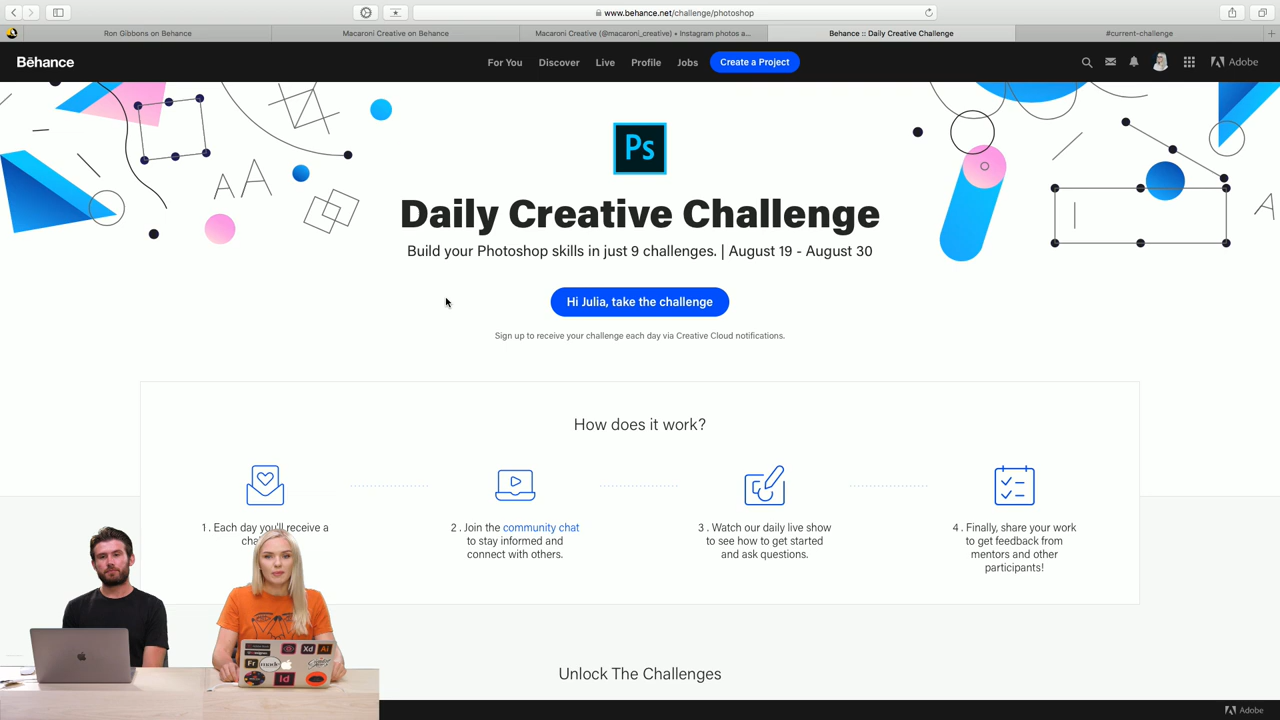 www.behance.net/challenge/photoshop
Ron Gibbons on Behance
Macaroni Creative on Behance
Macaroni Creative (@macaroni_creative) • Instagram photos a...
Behance :: Daily Creative Challenge
#current-challenge
Bēhance
For You
Discover
Live
Profile
Jobs
Create a Project
Adobe
AA
A
Ps
Daily Creative Challenge
Build your Photoshop skills in just 9 challenges. | August 19 - August 30
Hi Julia, take the challenge
Sign up to receive your challenge each day via Creative Cloud notifications.
How does it work?
1 . Each day you'll receive a
2 . Join the community chat
to stay informed and
connect with others.
3 . Watch our daily live show
to see how to get started
and ask questions.
4 . Finally, share your work
to get feedback from
mentors and other
participants!
Unlock The Challenges
Xd
Ai
Fr
made
Id
Adobe